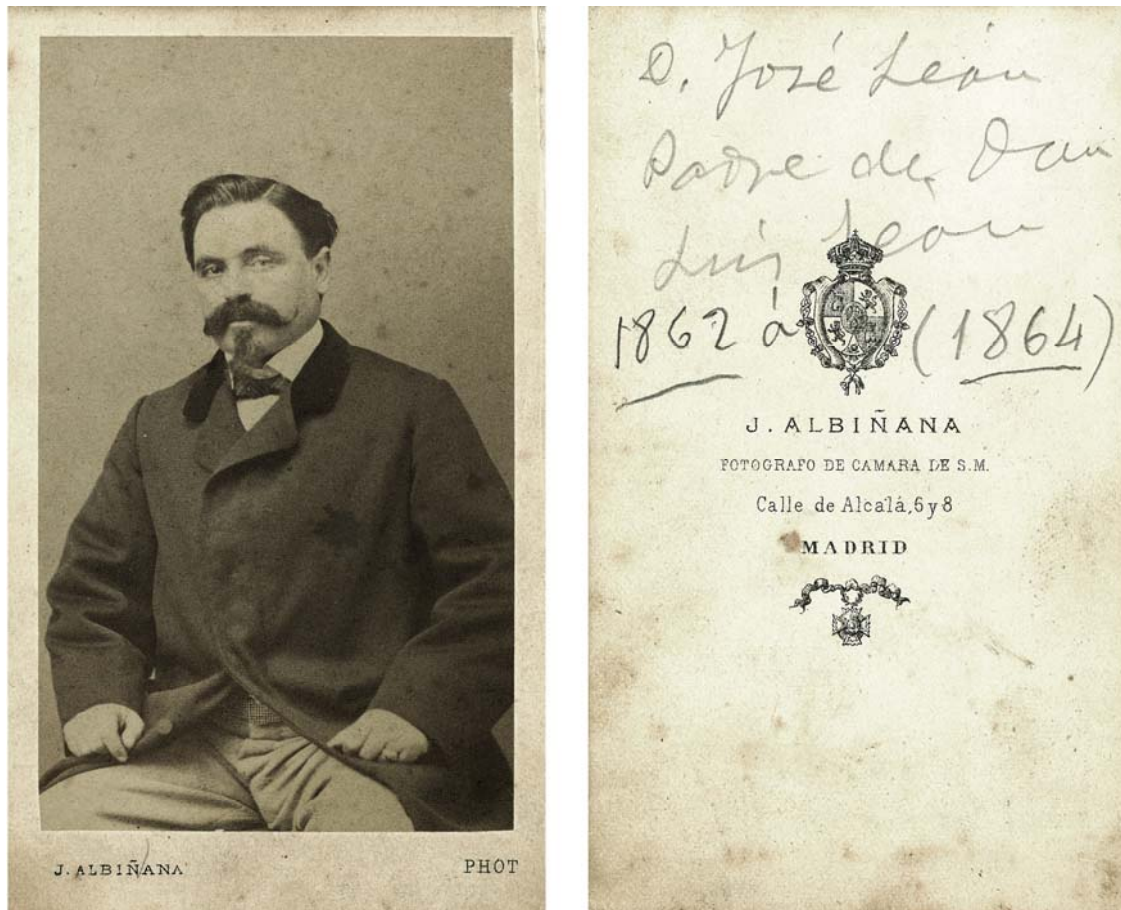 J. ALBIÑANA PHOT
D. José León
Padre de Don
Luis León
1862 á (1864)
J. ALBIÑANA
FOTOGRAFO DE CAMARA DE S.M.
Calle de Alcalá, 6 y 8
MADRID